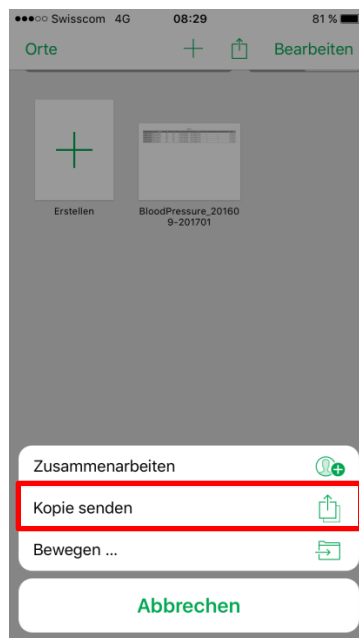 Swisscom 4G 08:29 81 %
Orte Bearbeiten
Erstellen
BloodPressure_20160
9-201701
Zusammenarbeiten
Kopie senden
Bewegen ...
Abbrechen